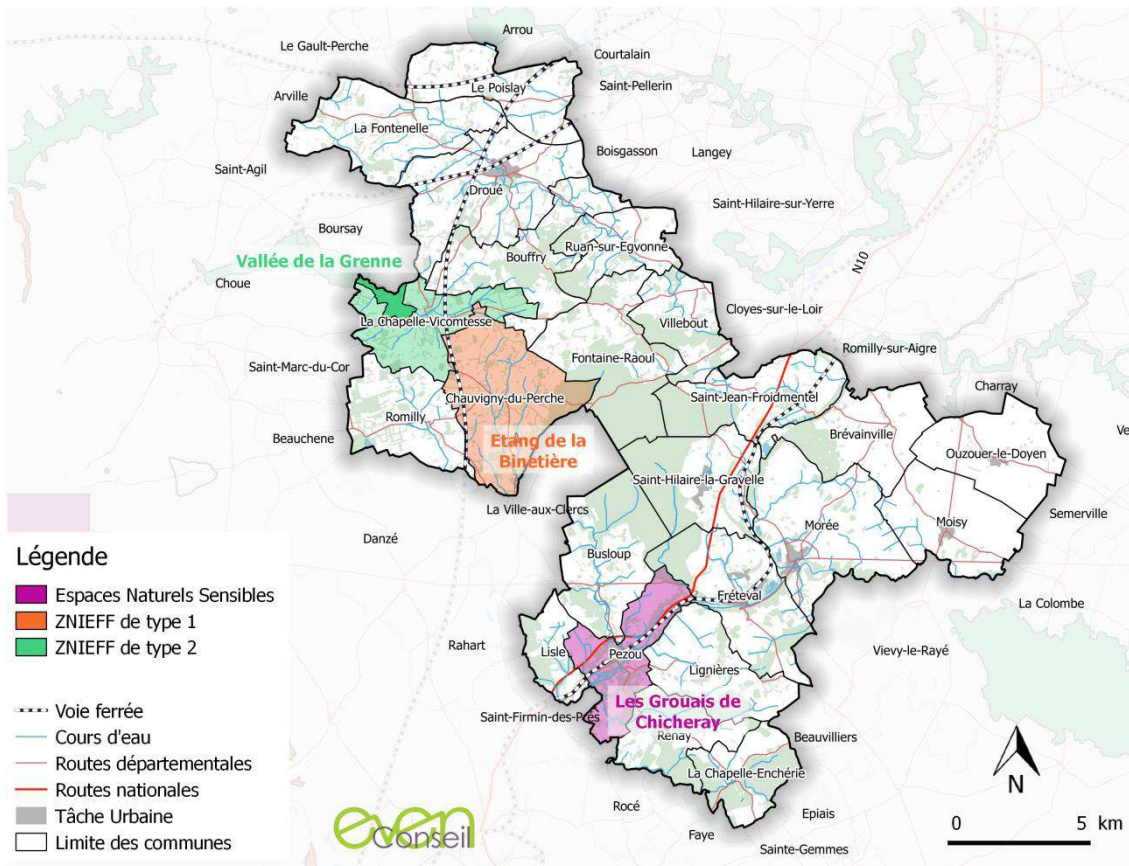 Arrou
Le Gault-Perche
Courtalain
Le Poislay
Saint-Pellerin
Arville
La Fontenelle
Boisgasson
Langey
Saint-Agil
Droué
Saint-Hilaire-sur-Yerre
Boursay
Ruan-sur-Egvonne
Bouffry
Vallée de la Grenne
N10
Choue
Cloyes-sur-le-Loir
La Chapelle-Vicomtesse
Villebout
Romilly-sur-Aigre
Fontaine-Raoul
Saint-Marc-du-Cor
Charray
Chauvigny-du-Perche
Saint-Jean-Froidmentel
Romilly
Brévainville
Beauchene
Etang de la
Binetière
Ouzouer-le-Doyen
Saint-Hilaire-la-Gravelle
La Ville-aux-Clercs
Semerville
Danzé
Morée
Moisy
Busloup
Fréteval
La Colombe
Rahart
Lisle
Pezou
Vievy-le-Rayé
Lignières
Les Grouais de
Chicheray
Saint-Firmin-des-Prés
Renay
Beauvilliers
La Chapelle-Enchérie
Rocé
Epiais
Faye
Sainte-Gemmes
Légende
Espaces Naturels Sensibles
ZNIEFF de type 1
ZNIEFF de type 2
Voie ferrée
Cours d'eau
Routes départementales
Routes nationales
Tâche Urbaine
Limite des communes
even
Conseil
N
0 5 km